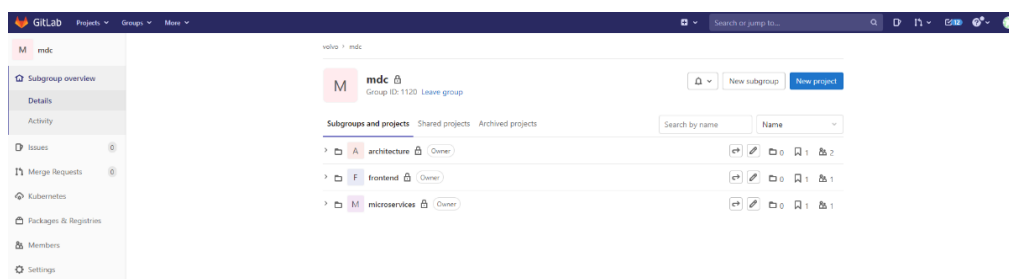 GitLab Projects Groups More Search or jump to... 12
M mdc
volvo > mdc
Subgroup overview
Details
Activity
Issues 0
Merge Requests 0
Kubernetes
Packages & Registries
Members
Settings
M mdc
Group ID: 1120 Leave group
New subgroup New project
Subgroups and projects Shared projects Archived projects Search by name Name
A architecture Owner 0 1 2
F frontend Owner 0 1 1
M microservices Owner 0 1 1